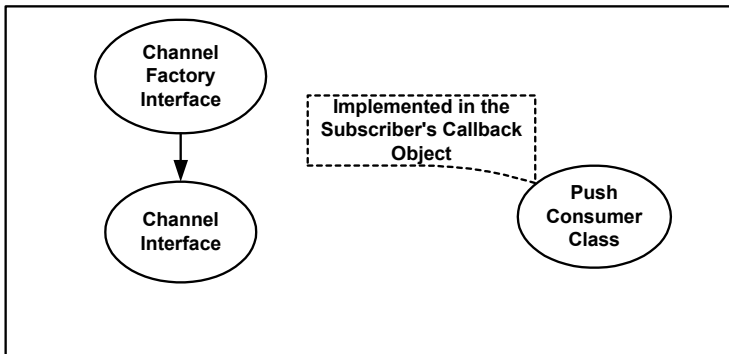 Channel
Factory
Interface
Implemented in the
Subscriber's Callback
Object
Channel
Interface
Push
Consumer
Class